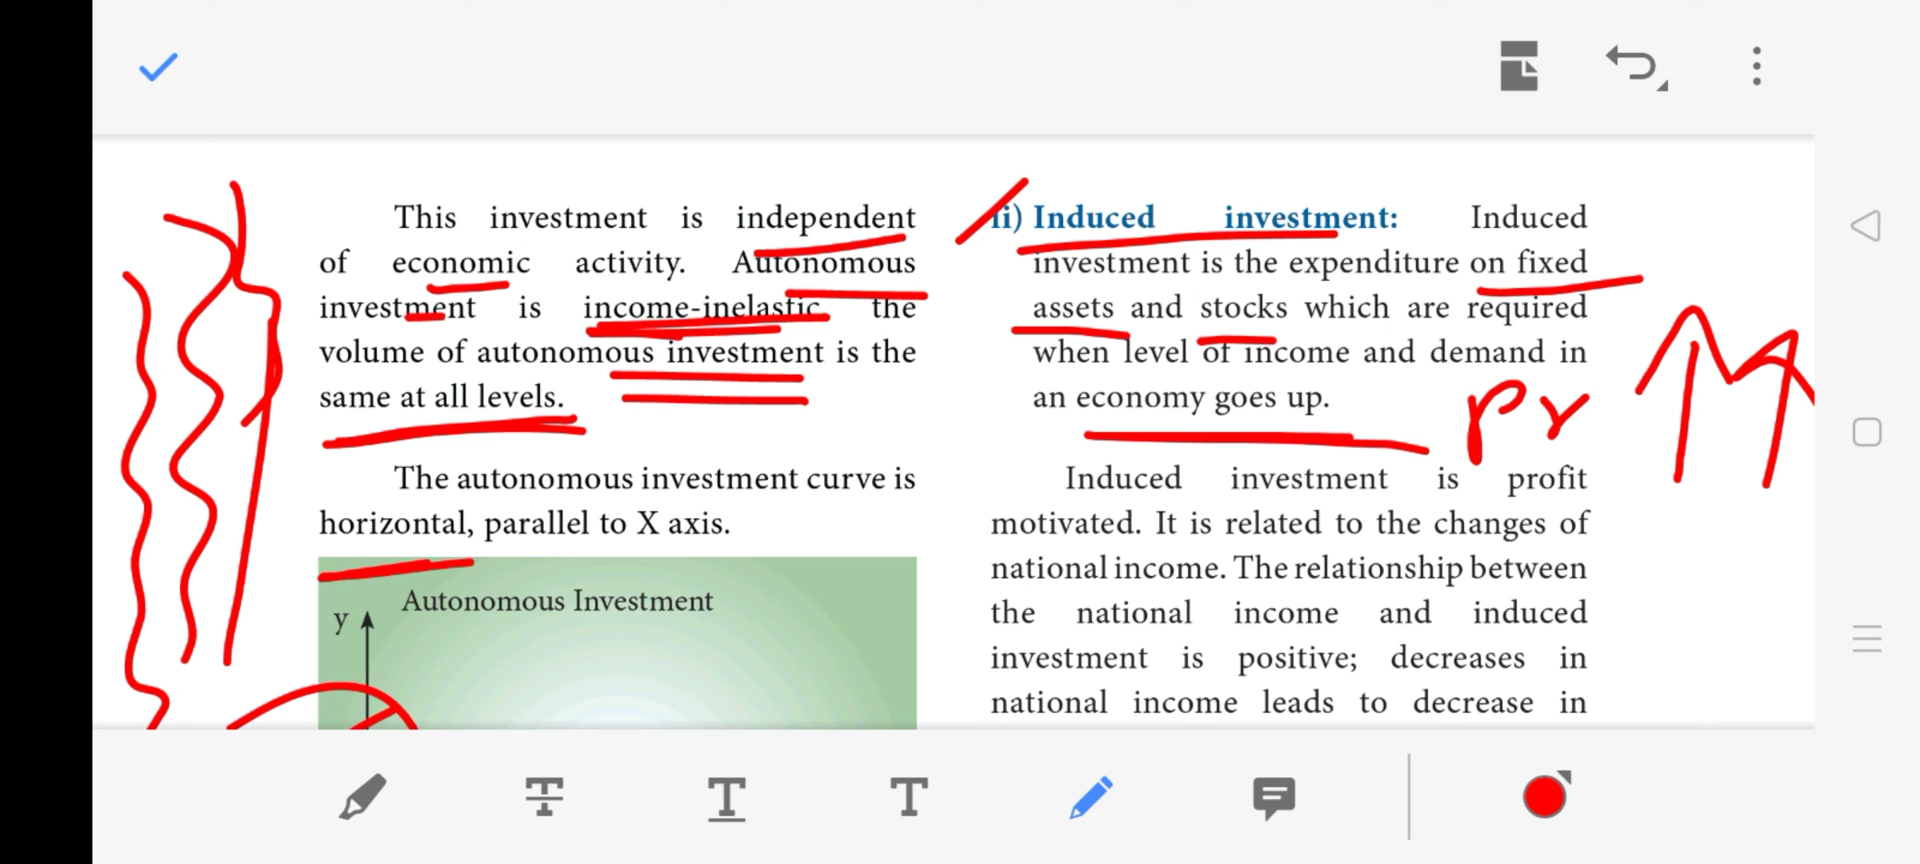 This investment is independent
of economic activity. Autonomous
investment is income-inelastic the
volume of autonomous investment is the
same at all levels.
The autonomous investment curve is
horizontal, parallel to X axis.
Autonomous Investment
y
ii) Induced investment: Induced
investment is the expenditure on fixed
assets and stocks which are required
when level of income and demand in
an economy goes up.
Pr
Induced investment is profit
motivated. It is related to the changes of
national income. The relationship between
the national income and induced
investment is positive; decreases in
national income leads to decrease in